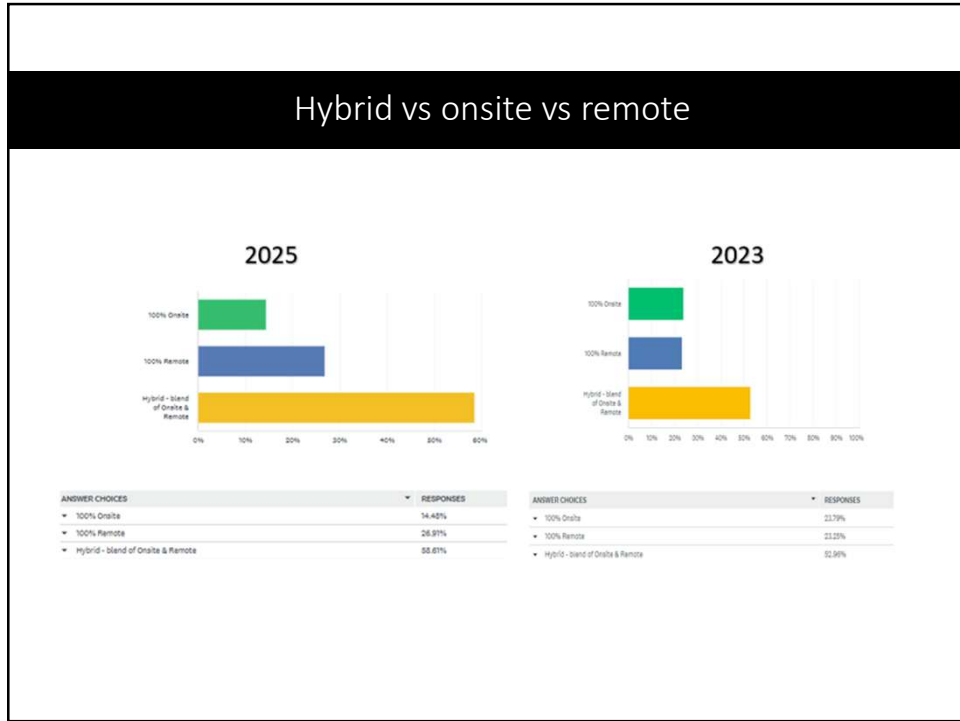 Hybrid vs onsite vs remote
2025
100% Onsite
100% Remote
Hybrid - blend
of Onsite &
Remote
0% 10% 20% 30% 40% 50% 60%
ANSWER CHOICES RESPONSES
100% Onsite 14.48%
100% Remote 26.91%
Hybrid - blend of Onsite & Remote 58.61%
2023
100% Onsite
100% Remote
Hybrid - blend
of Onsite &
Remote
0% 10% 20% 30% 40% 50% 60% 70% 80% 90% 100%
ANSWER CHOICES RESPONSES
100% Onsite 23.79%
100% Remote 23.25%
Hybrid - blend of Onsite & Remote 52.96%